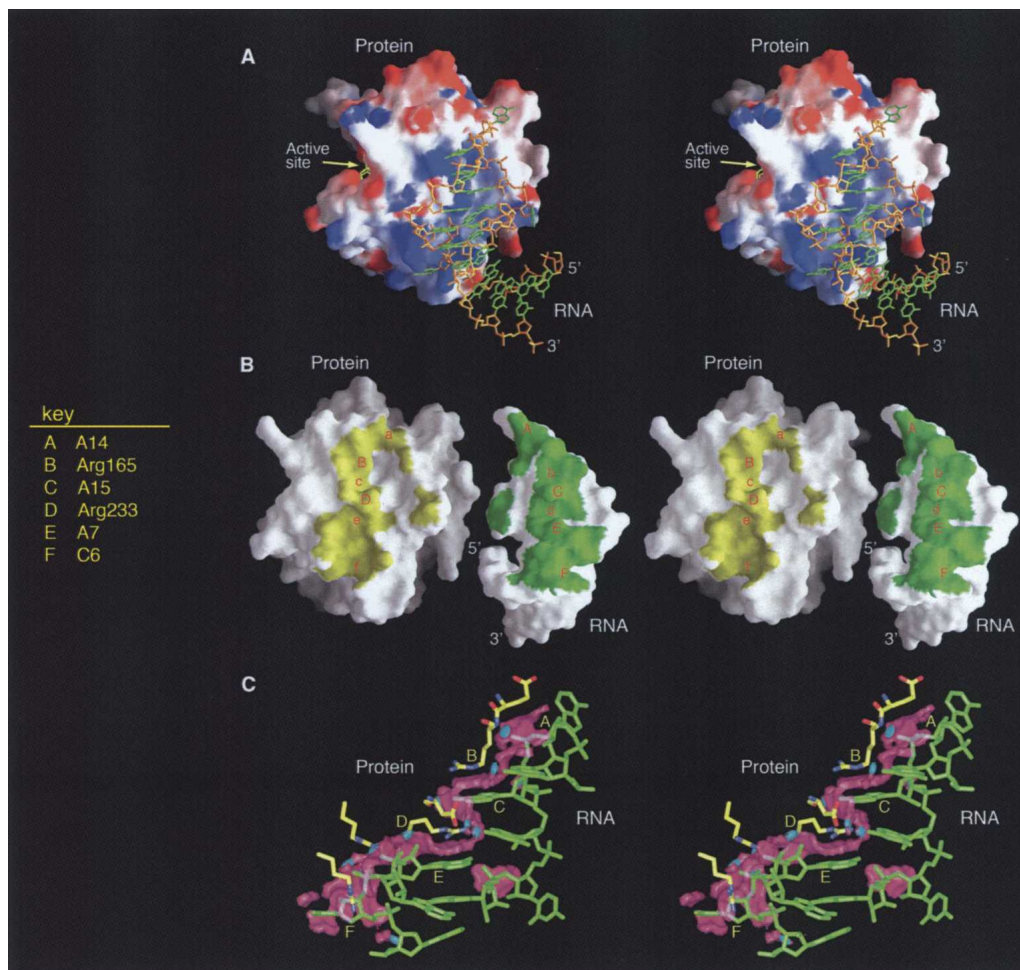 A
Protein
Protein
Active
site
Active
site
5'
5'
RNA
RNA
3'
3'
B
Protein
Protein
a
A
a
A
B
b
B
b
c
C
c
C
D
D
e
e
5'
5'
F
F
RNA
RNA
3'
3'
key
A A14
B Arg165
C A15
D Arg233
E A7
F C6
C
A
A
B
B
Protein
Protein
C
C
RNA
RNA
D
D
E
E
F
F